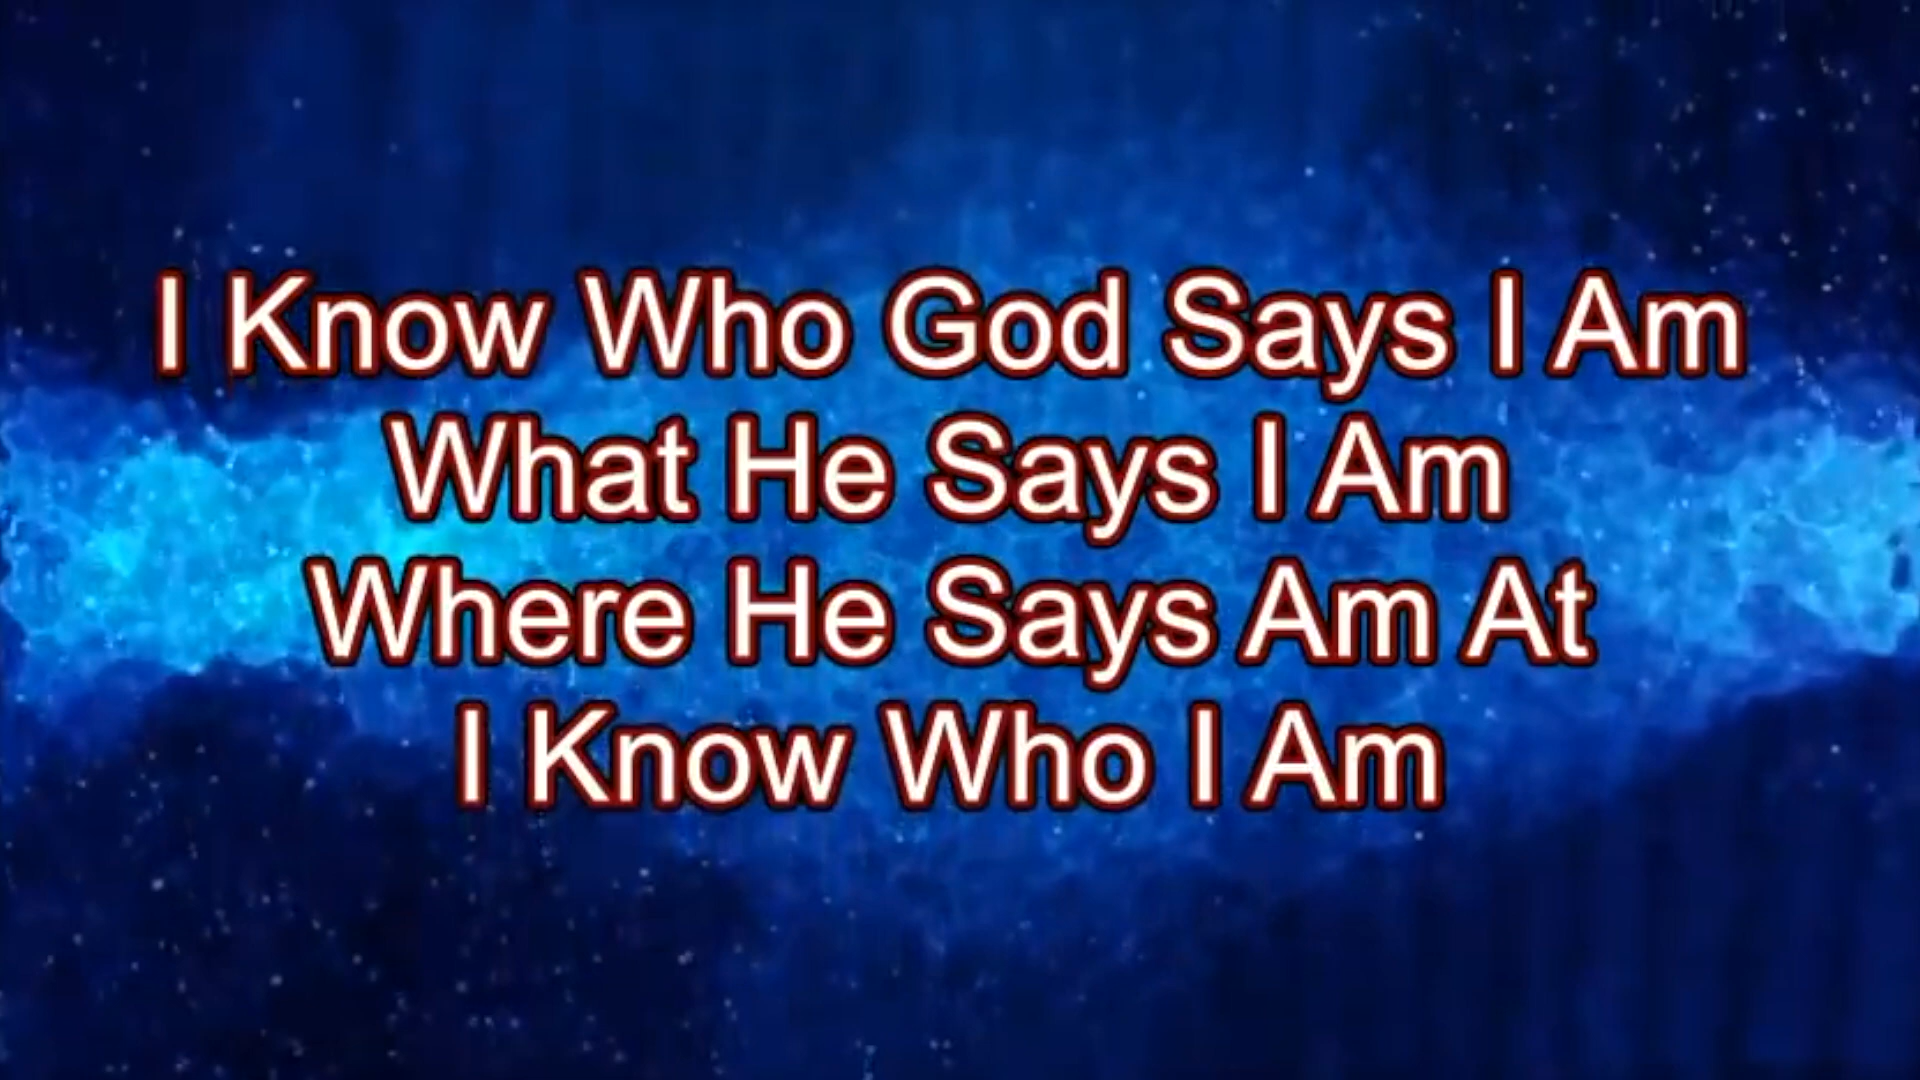 I Know Who God Says I Am
What He Says I Am
Where He Says Am At
I Know Who I Am